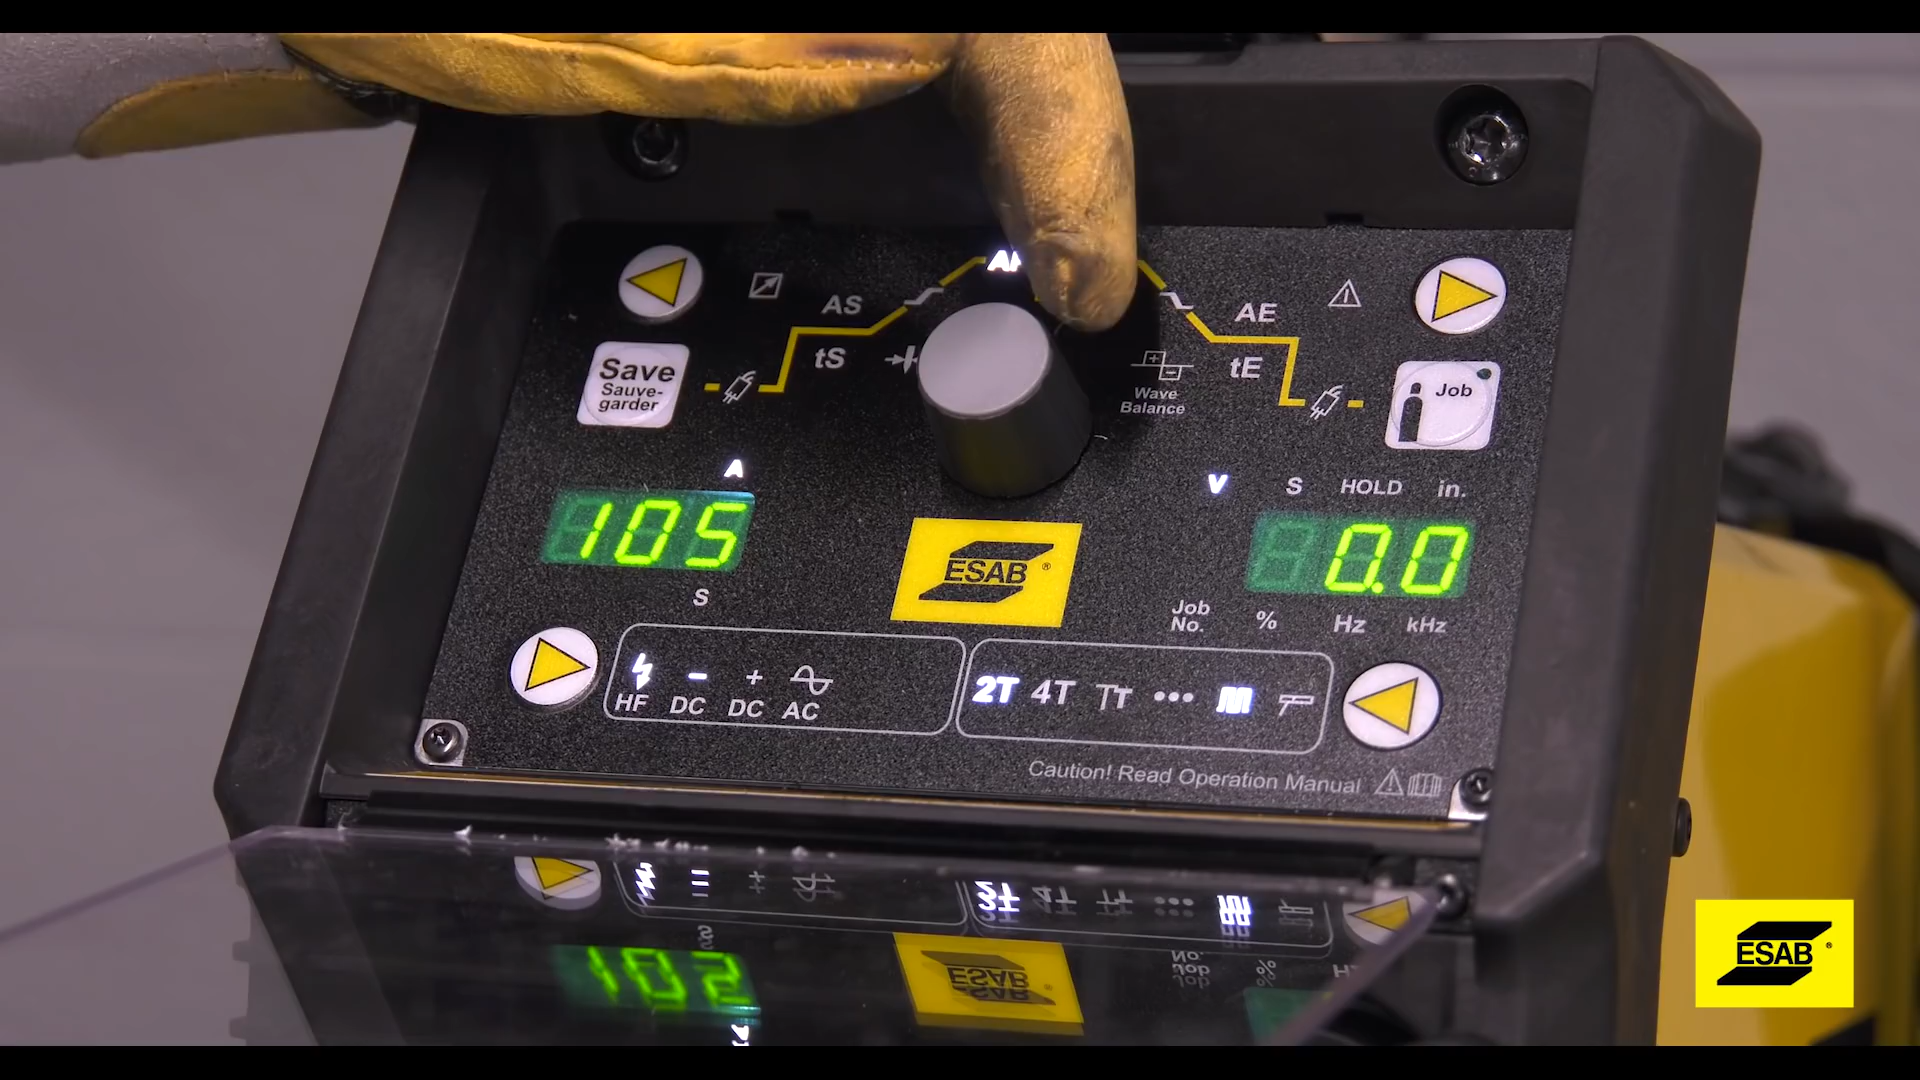 AS
AE
tS
tE
Save
Sauve-
garder
Wave
Balance
Job
A
V S HOLD in.
105
0.0
ESAB
S
Job
No.
% Hz kHz
HF DC DC AC
2T 4T
Caution! Read Operation Manual
ESAB